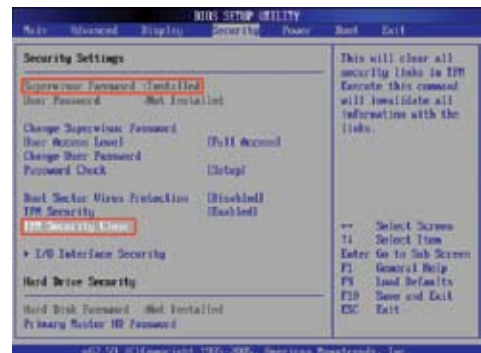 BIOS SETUP UTILITY
Main Advanced Display Security Power Boot Exit
Security Settings
Supervisor Password :Installed
User Password :Not Installed
Change Supervisor Password
User Access Level [Full Access]
Change User Password
Password Check [Setup]
Boot Sector Virus Protection [Disabled]
TPM Security [Enabled]
TPM Security Clear
I/O Interface Security
Hard Drive Security
Hard Disk Password :Not Installed
Primary Master HD Password
This will clear all
security links in TPM
Execute this command
will invalidate all
information with the
links.
↔ Select Screen
↑↓ Select Item
Enter Go to Sub Screen
F1 General Help
F9 Load Defaults
F10 Save and Exit
ESC Exit
(C)Copyright American Megatrends, Inc.